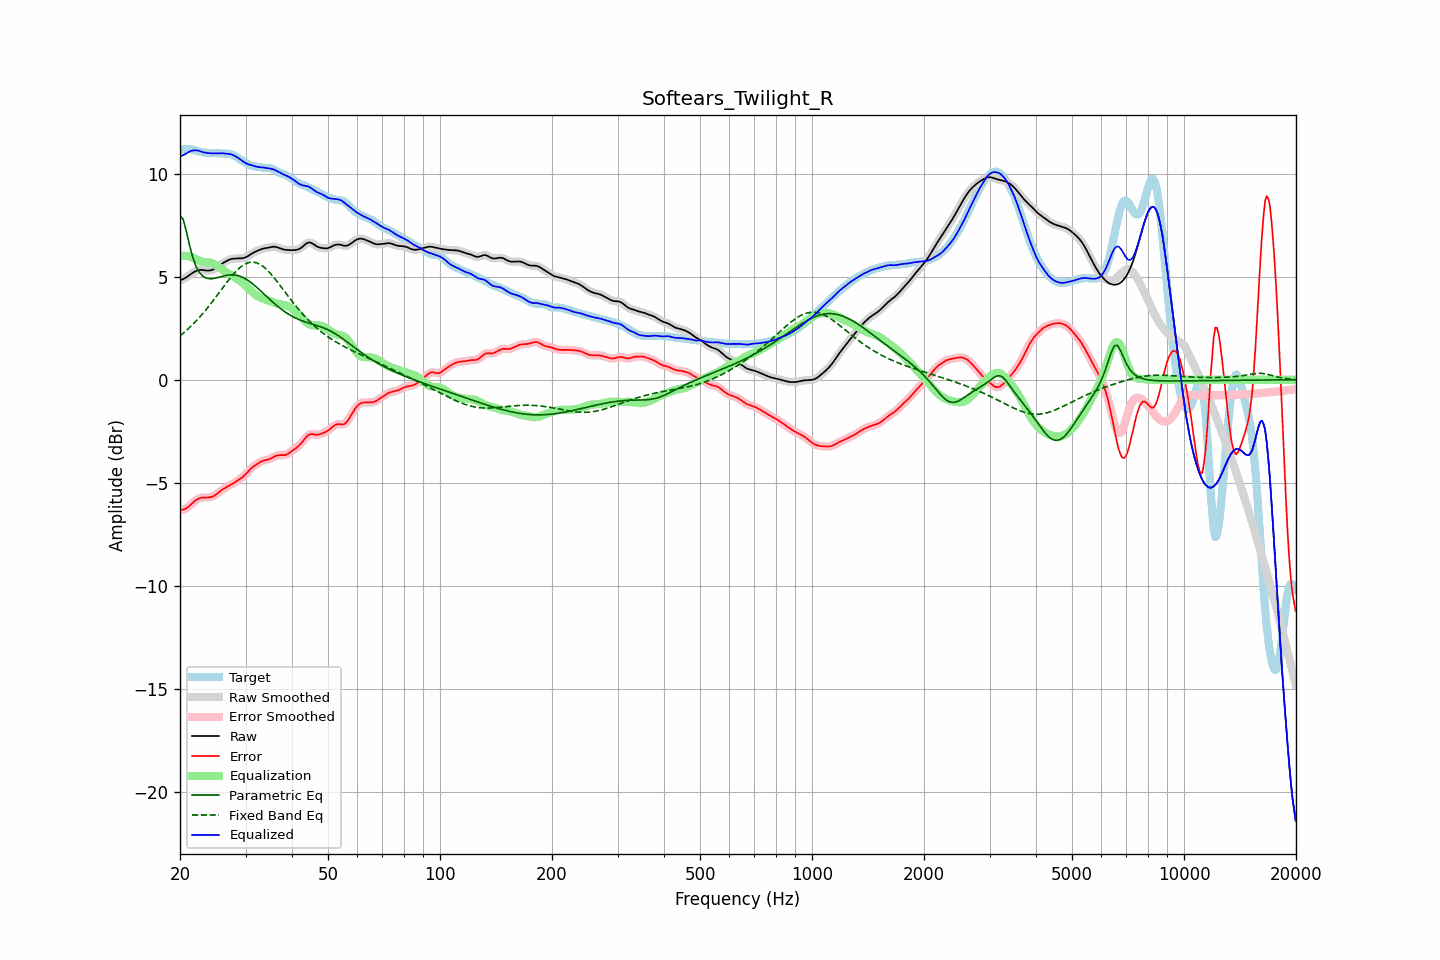 Softears_Twilight_R
10
5
0
−5
−10
−15
−20
Amplitude (dBr)
Target
Raw Smoothed
Error Smoothed
Raw
Error
Equalization
Parametric Eq
Fixed Band Eq
Equalized
20 50 100 200 500 1000 2000 5000 10000 20000
Frequency (Hz)